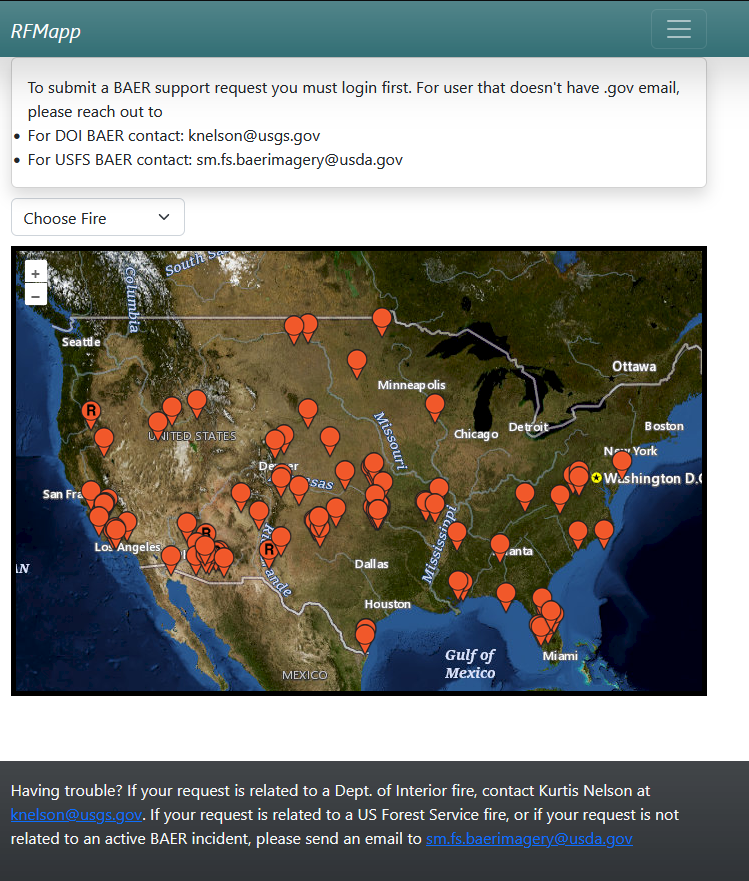 RFMapp
To submit a BAER support request you must login first. For user that doesn't have .gov email,
please reach out to
• For DOI BAER contact: knelson@usgs.gov
• For USFS BAER contact: sm.fs.baerimagery@usda.gov
Choose Fire
+
−
South Sa
Columbia
Seattle
Ottawa
Minneapolis
R
Missouri
UNITED STATES
Chicago
Detroit
Boston
New York
Denver
San Fra
sas
Washington D.C
Mississippi
R
Los Angeles
R
anta
Dallas
AN
Houston
Gulf of
Mexico
Miami
MEXICO
Having trouble? If your request is related to a Dept. of Interior fire, contact Kurtis Nelson at
knelson@usgs.gov. If your request is related to a US Forest Service fire, or if your request is not
related to an active BAER incident, please send an email to sm.fs.baerimagery@usda.gov